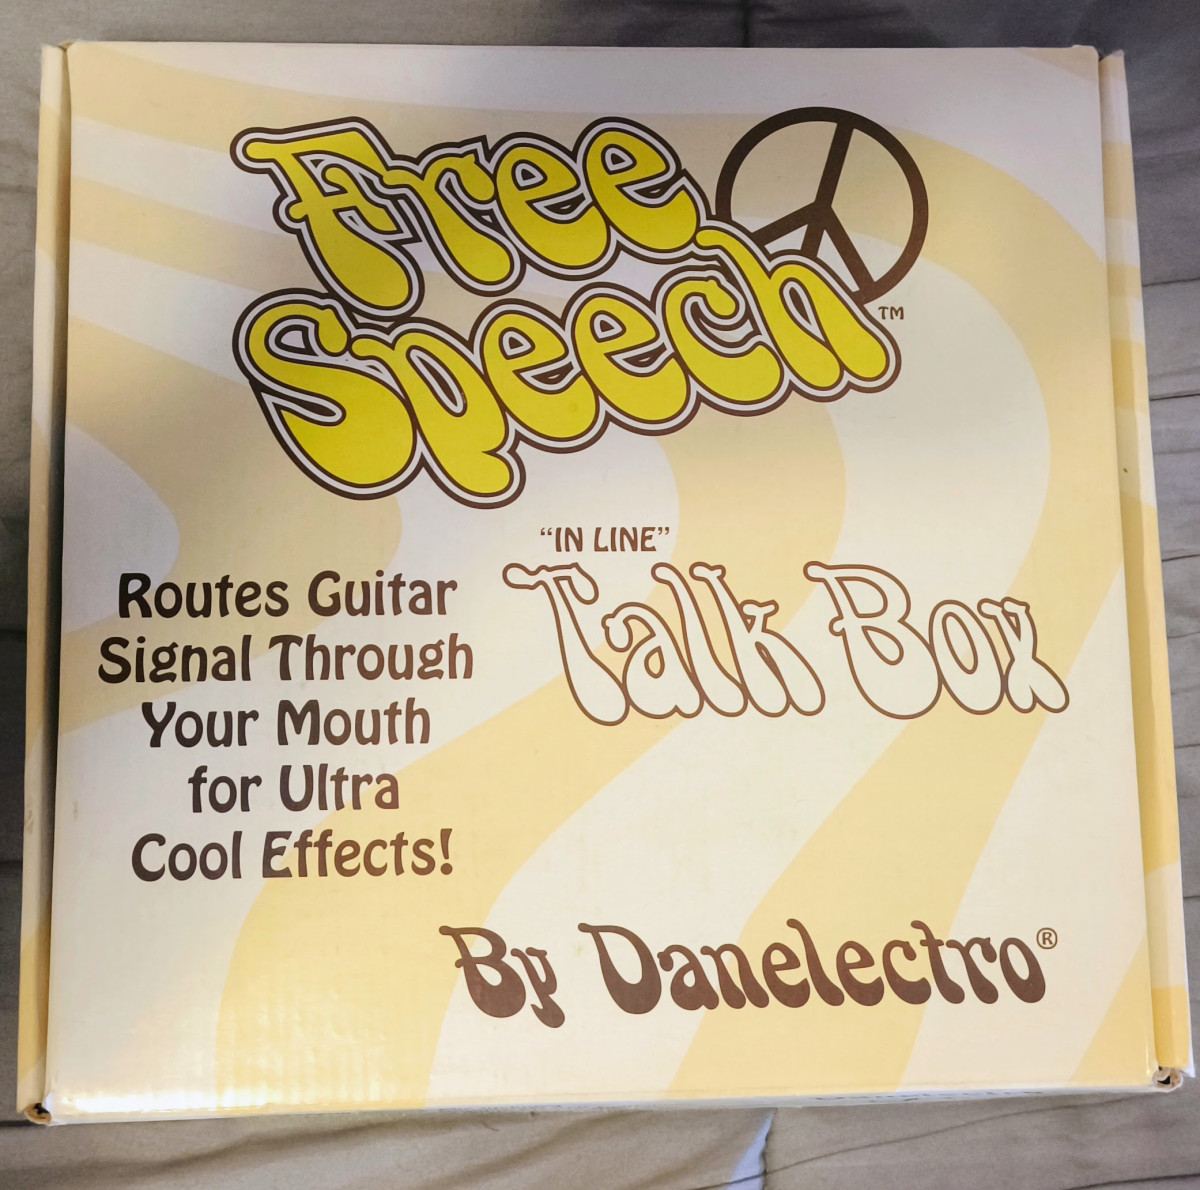 Free
Speech™
“IN LINE”
Talk Box
Routes Guitar
Signal Through
Your Mouth
for Ultra
Cool Effects!
By Danelectro®